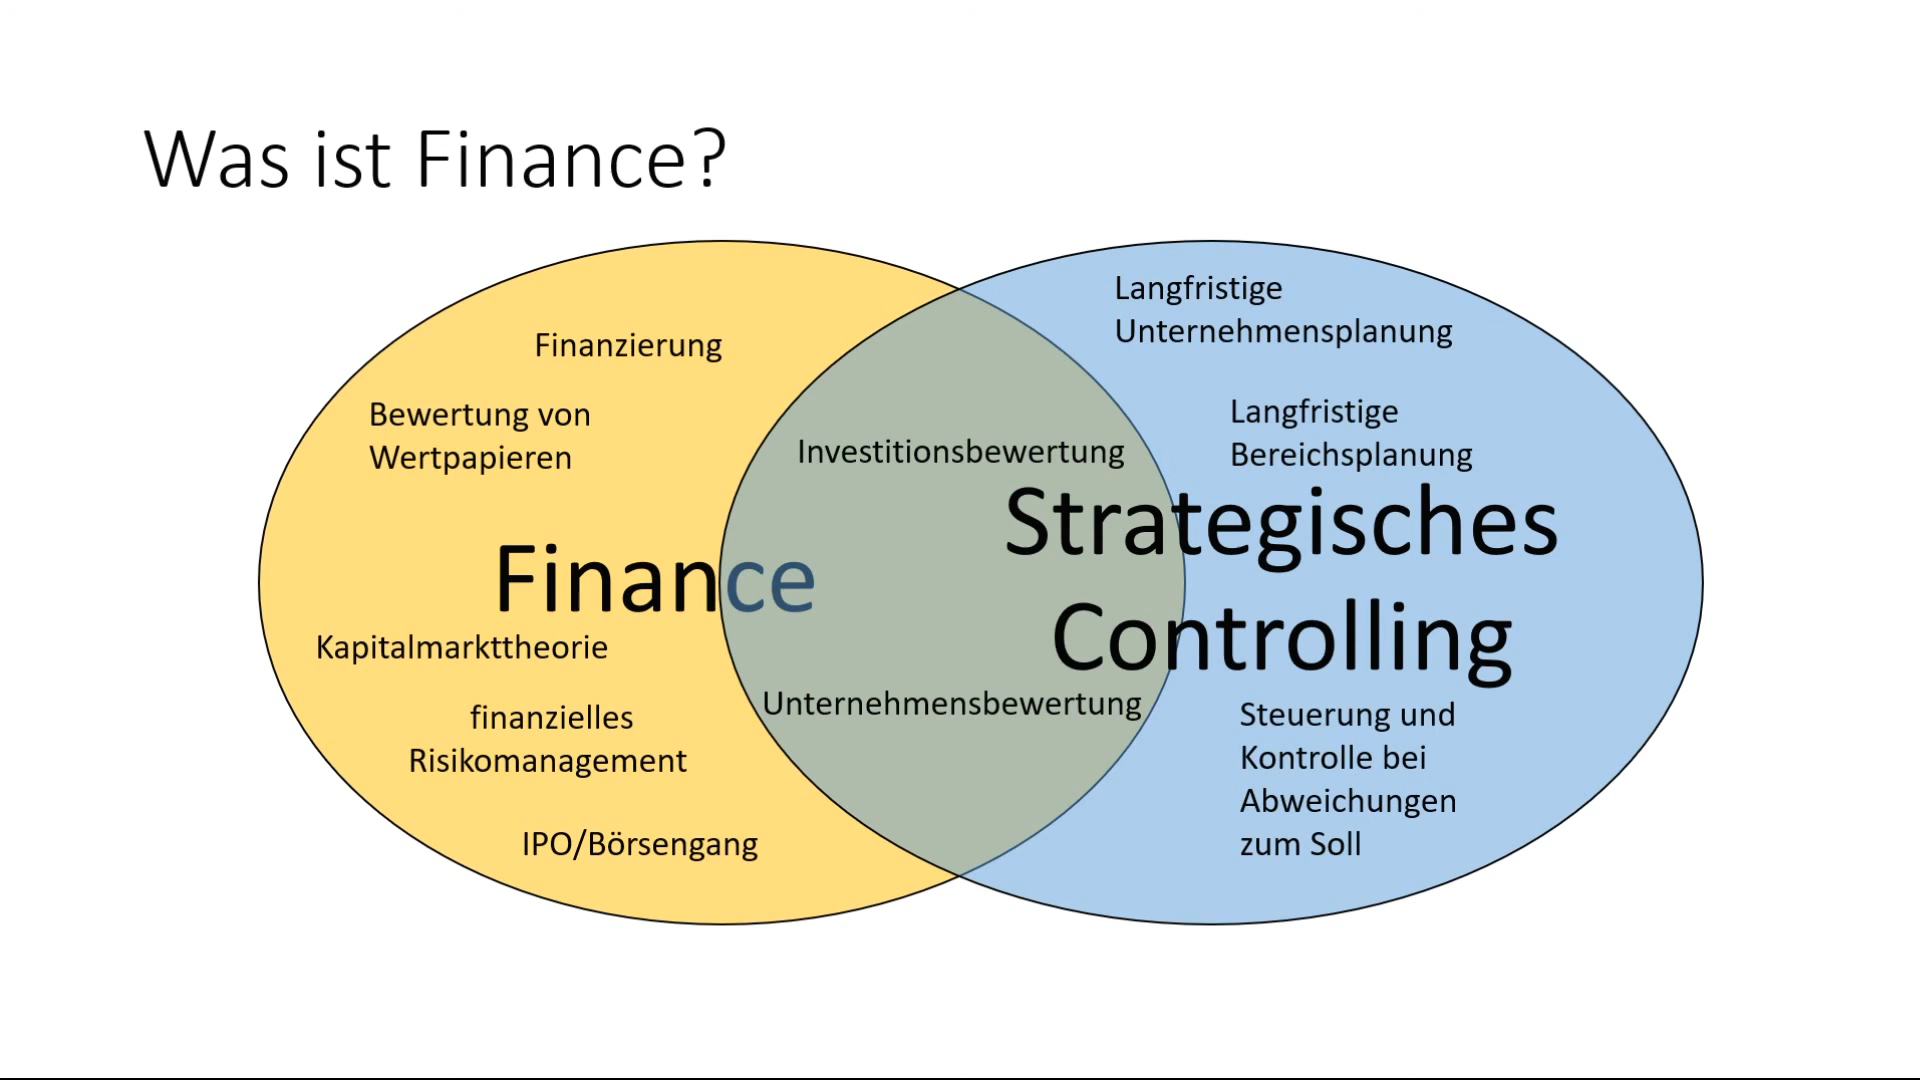 Was ist Finance?
Finanzierung
Bewertung von
Wertpapieren
Finance
Kapitalmarkttheorie
finanzielles
Risikomanagement
IPO/Börsengang
Investitionsbewertung
Unternehmensbewertung
Langfristige
Unternehmensplanung
Langfristige
Bereichsplanung
Strategisches
Controlling
Steuerung und
Kontrolle bei
Abweichungen
zum Soll